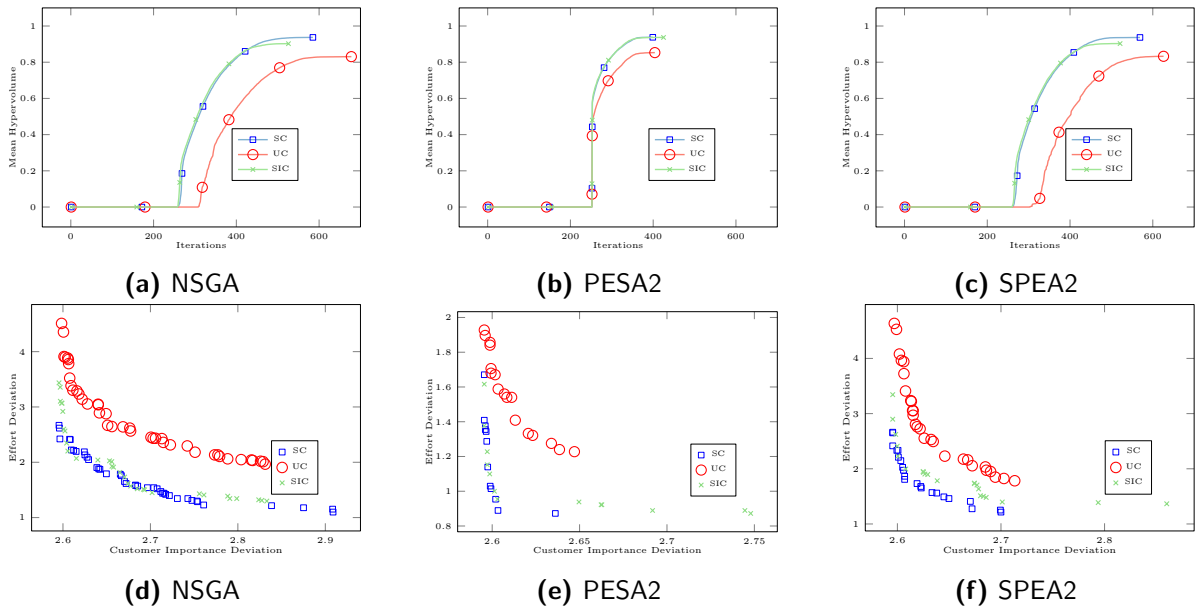 1
0.8
0.6
0.4
0.2
0
Mean Hypervolume
0
200
400
600
Iirerations
SC
UC
SIC
(a) NSGA
1
0.8
0.6
0.4
0.2
0
Mean Hypervolume
0
200
400
600
Iterations
SC
UC
SIC
(b) PESA2
1
0.8
0.6
0.4
0.2
0
Mean Hypervolume
0
200
400
600
Iterations
SC
UC
SIC
(c) SPEA2
4
3
2
1
Effort Deviation
2.6
2.7
2.8
2.9
Customer Importance Deviation
SC
UC
SIC
(d) NSGA
2
1.8
1.6
1.4
1.2
1
0.8
Effort Deviation
2.6
2.65
2.7
2.75
Customer Importance Deviation
SC
UC
SIC
(e) PESA2
4
3
2
1
Effort Deviation
2.6
2.7
2.8
Customer Importance Deviation
SC
UC
SIC
(f) SPEA2